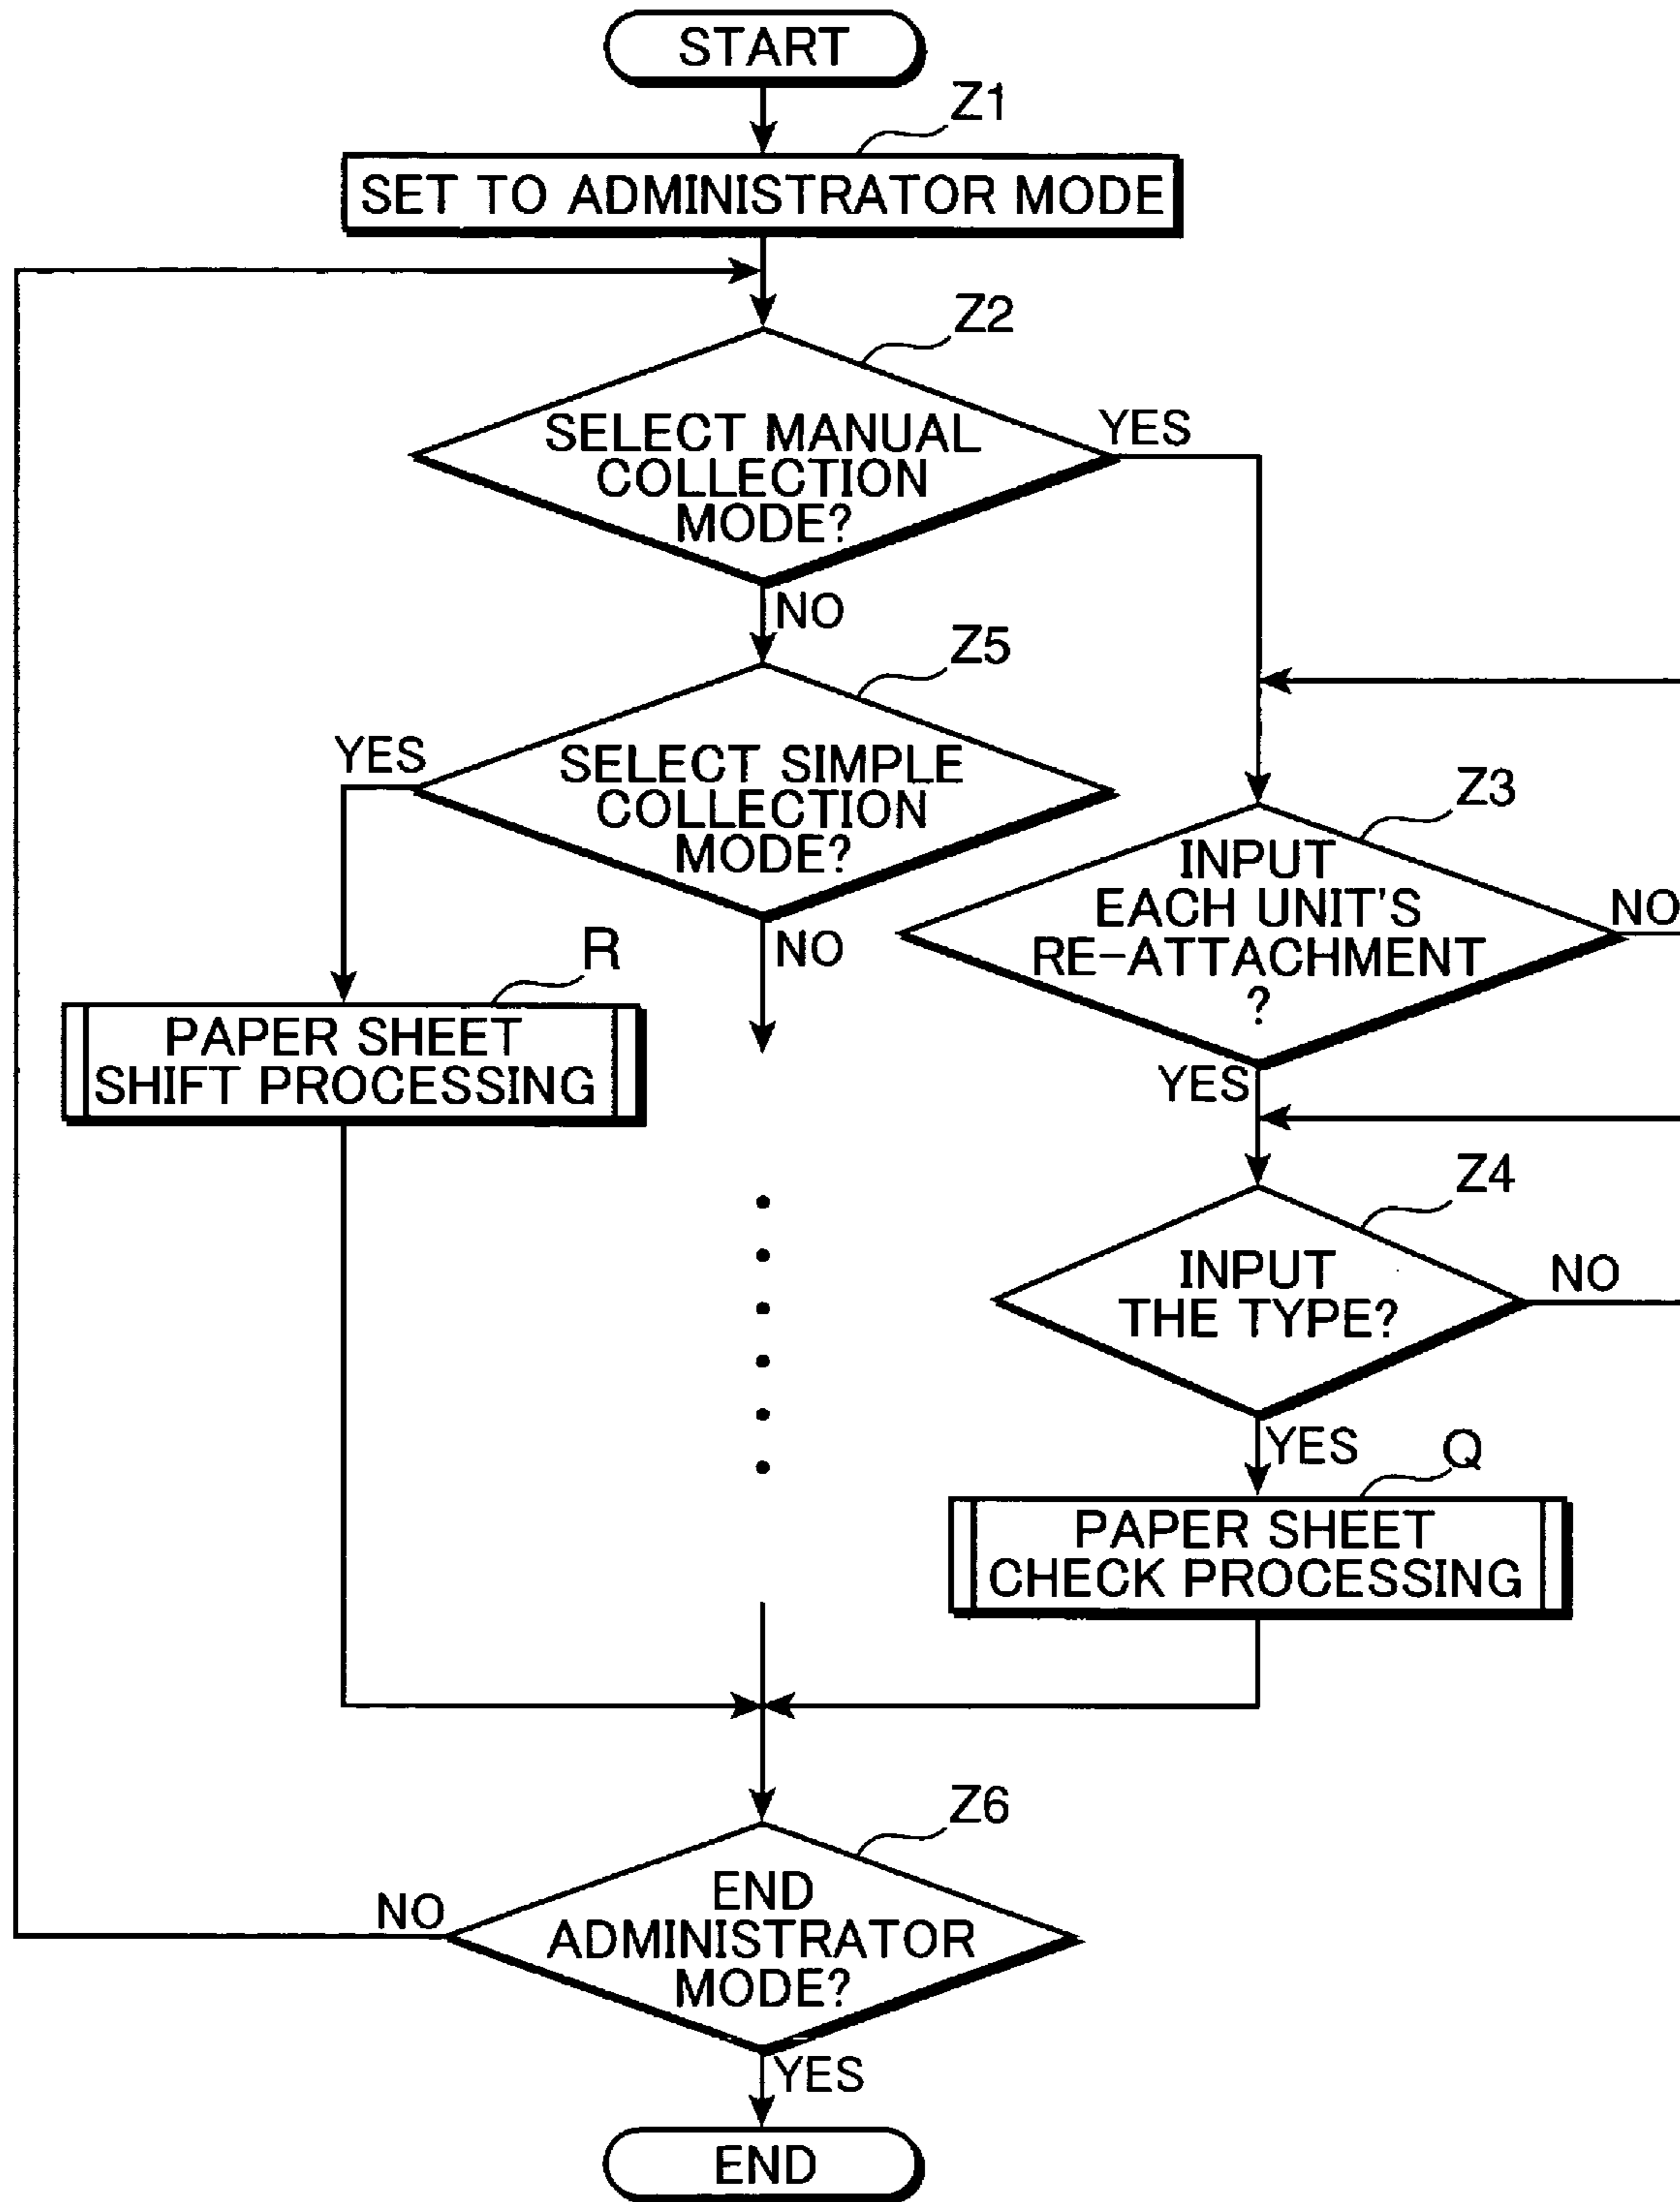 START
Z1
SET TO ADMINISTRATOR MODE
Z2
SELECT MANUAL
COLLECTION
MODE?
YES
NO
Z5
SELECT SIMPLE
COLLECTION
MODE?
YES
NO
Z3
INPUT
EACH UNIT'S
RE-ATTACHMENT
?
NO
YES
R
PAPER SHEET
SHIFT PROCESSING
Z4
INPUT
THE TYPE?
NO
YES
Q
PAPER SHEET
CHECK PROCESSING
Z6
END
ADMINISTRATOR
MODE?
NO
YES
END